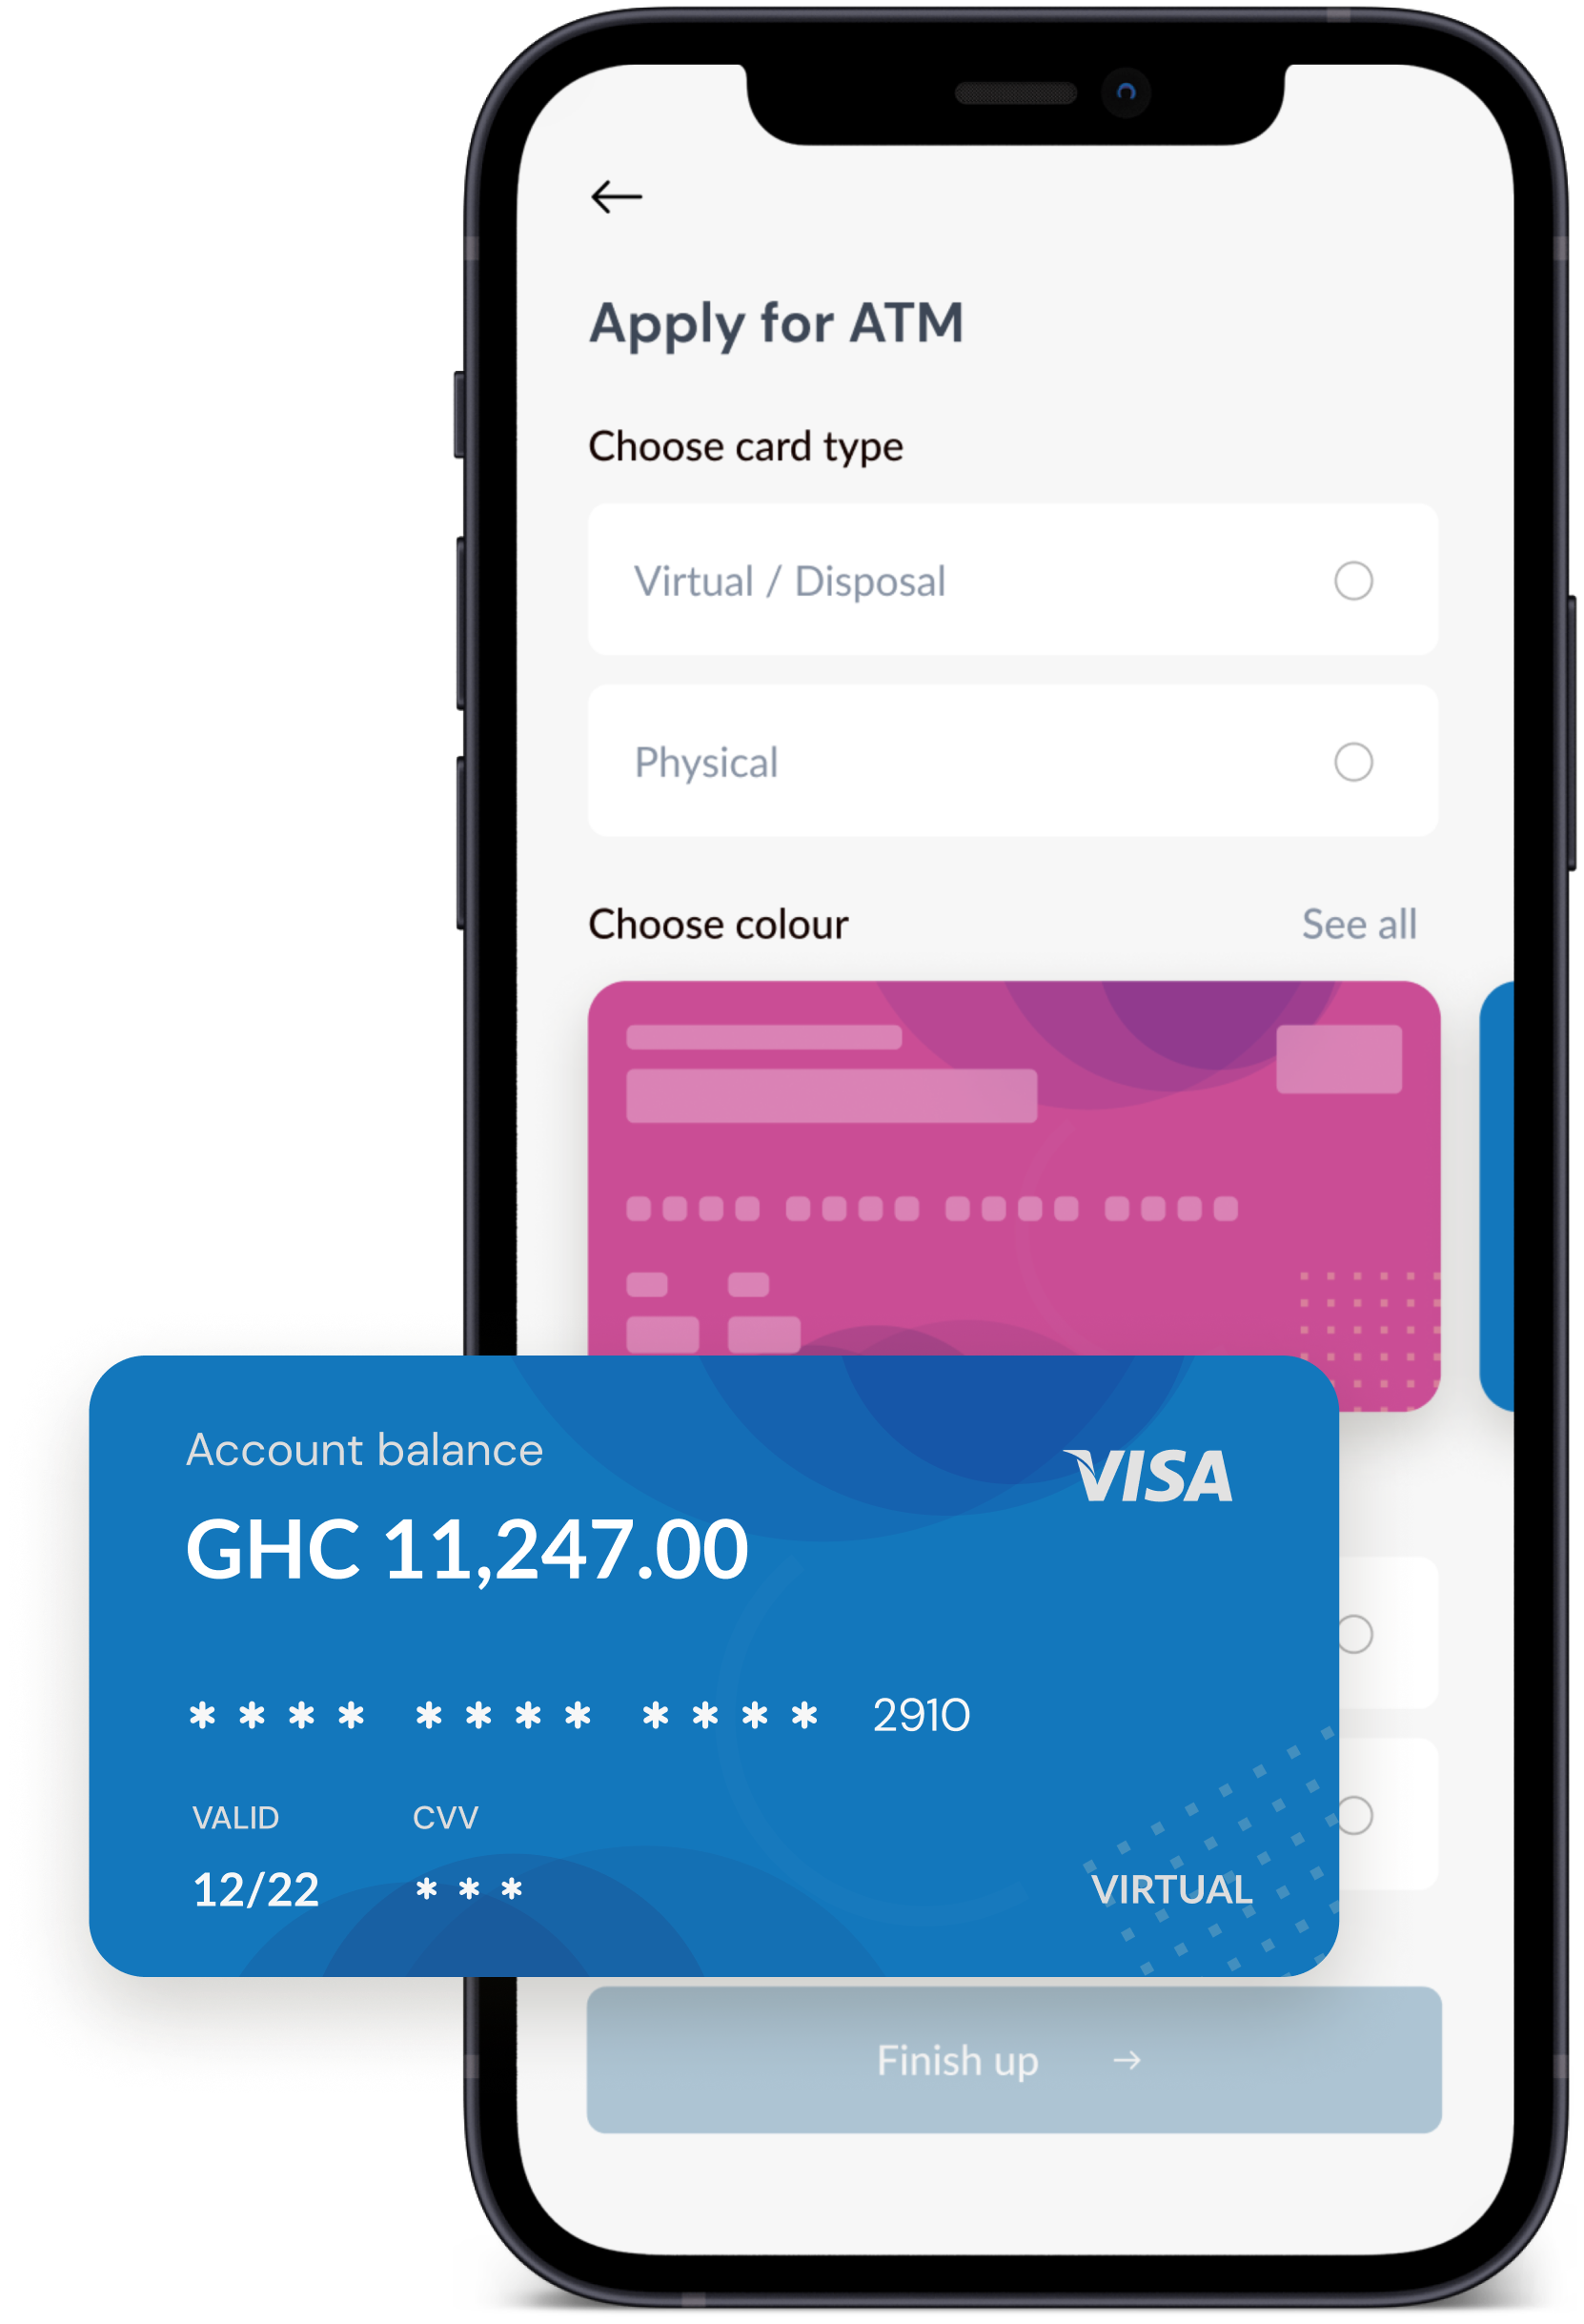 Apply for ATM
Choose card type
Virtual / Disposal
Physical
Choose colour
See all
Account balance
VISA
GHC 11,247.00
**** **** **** 2910
VALID
CVV
12/22
***
VIRTUAL
Finish up →